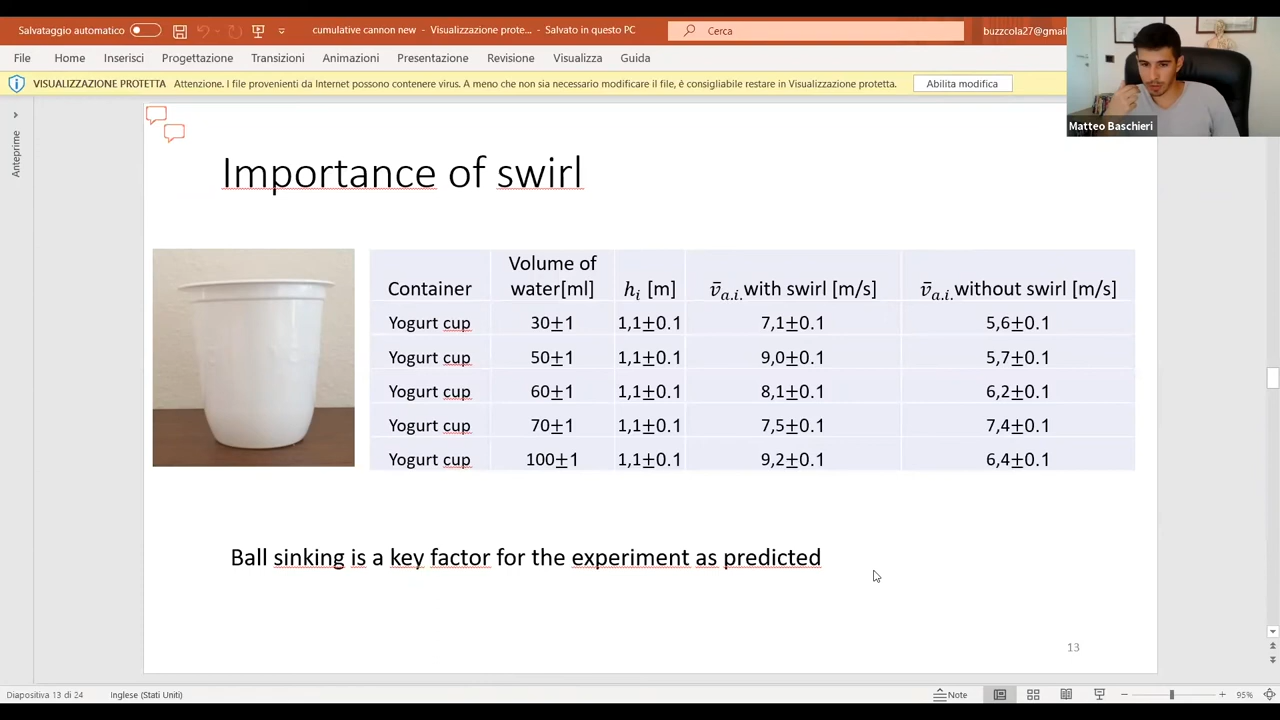 Salvataggio automatico
cumulative cannon new - Visualizzazione prote... - Salvato in questo PC
Cerca
buzzcola27@gmail
File Home Inserisci Progettazione Transizioni Animazioni Presentazione Revisione Visualizza Guida
VISUALIZZAZIONE PROTETTA Attenzione. I file provenienti da Internet possono contenere virus. A meno che non sia necessario modificare il file, è consigliabile restare in Visualizzazione protetta.
Abilita modifica
Matteo Baschieri
Anteprime
Importance of swirl
Container Volume of water[ml] hᵢ [m] v̄ₐ.ᵢ. with swirl [m/s] v̄ₐ.ᵢ. without swirl [m/s]
Yogurt cup 30±1 1,1±0.1 7,1±0.1 5,6±0.1
Yogurt cup 50±1 1,1±0.1 9,0±0.1 5,7±0.1
Yogurt cup 60±1 1,1±0.1 8,1±0.1 6,2±0.1
Yogurt cup 70±1 1,1±0.1 7,5±0.1 7,4±0.1
Yogurt cup 100±1 1,1±0.1 9,2±0.1 6,4±0.1
Ball sinking is a key factor for the experiment as predicted
13
Diapositiva 13 di 24 Inglese (Stati Uniti) Note 95%